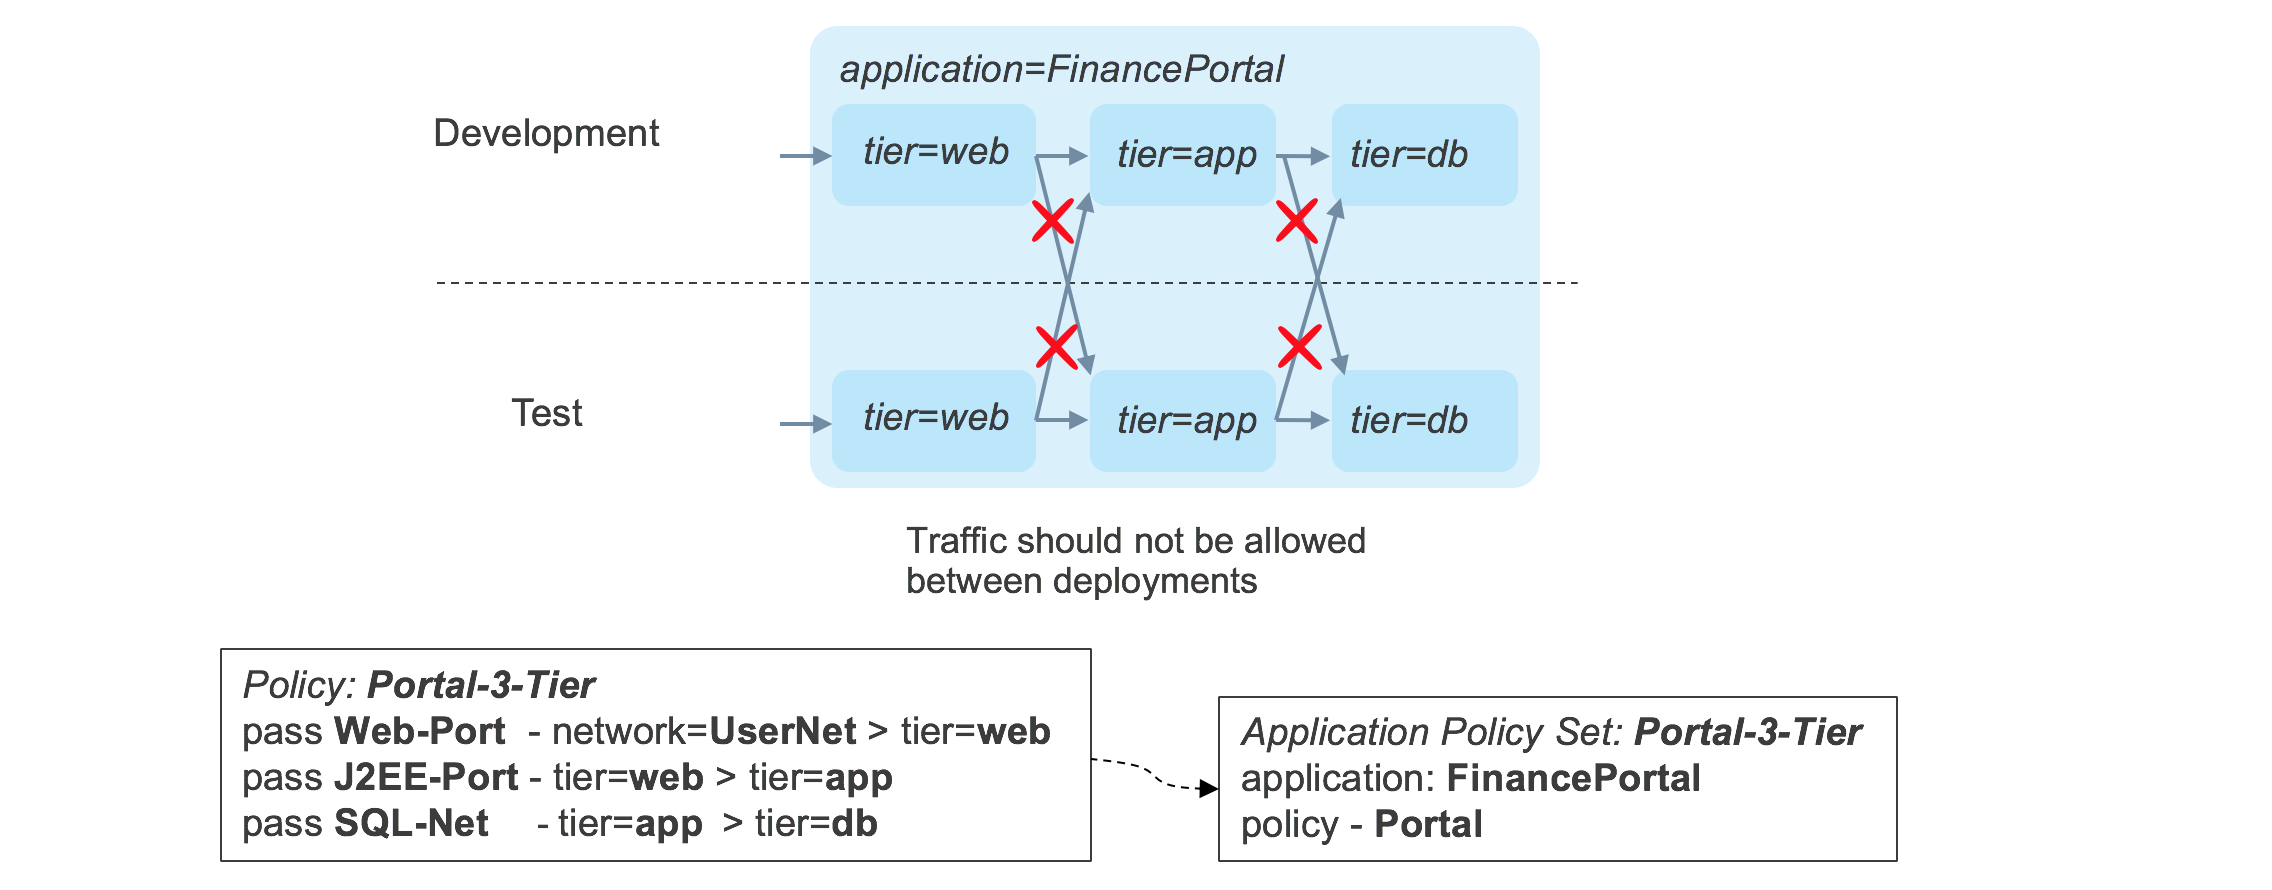 application=FinancePortal
Development
tier=web
tier=app
tier=db
Test
tier=web
tier=app
tier=db
Traffic should not be allowed
between deployments
Policy: Portal-3-Tier
pass Web-Port - network=UserNet > tier=web
pass J2EE-Port - tier=web > tier=app
pass SQL-Net - tier=app > tier=db
Application Policy Set: Portal-3-Tier
application: FinancePortal
policy - Portal